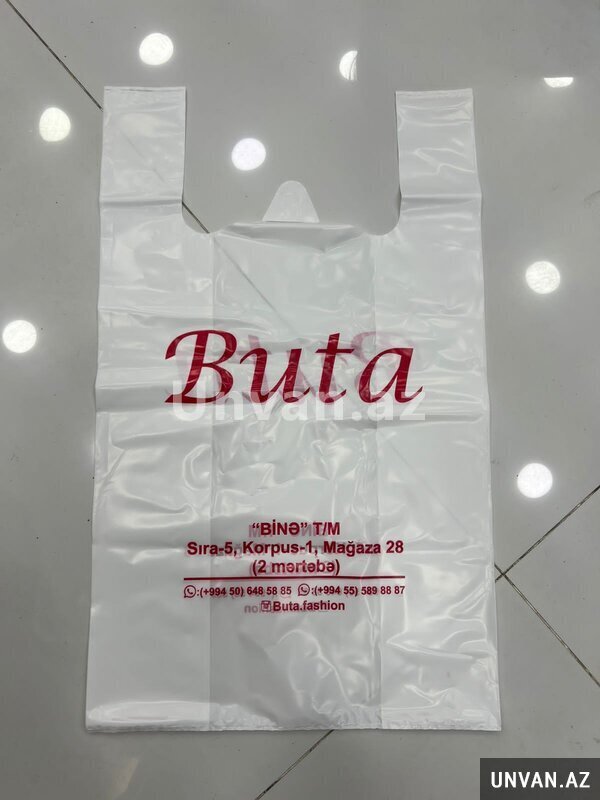 Buta
Unvan.az
“BİNƏ” T/M
Sıra-5, Korpus-1, Mağaza 28
(2 mərtəbə)
:(+994 50) 648 58 85 :(+994 55) 589 88 87
Buta.fashion
UNVAN.AZ